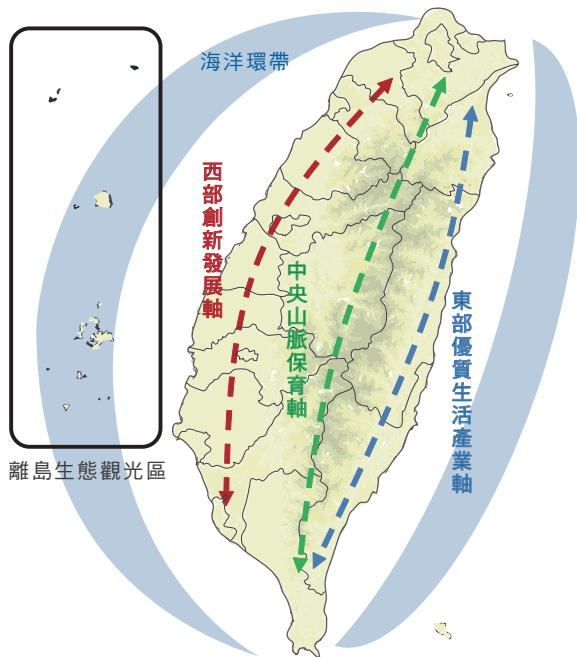 海洋環帶
西部創新發展軸
中央山脈保育軸
東部優質生活產業軸
離島生態觀光區